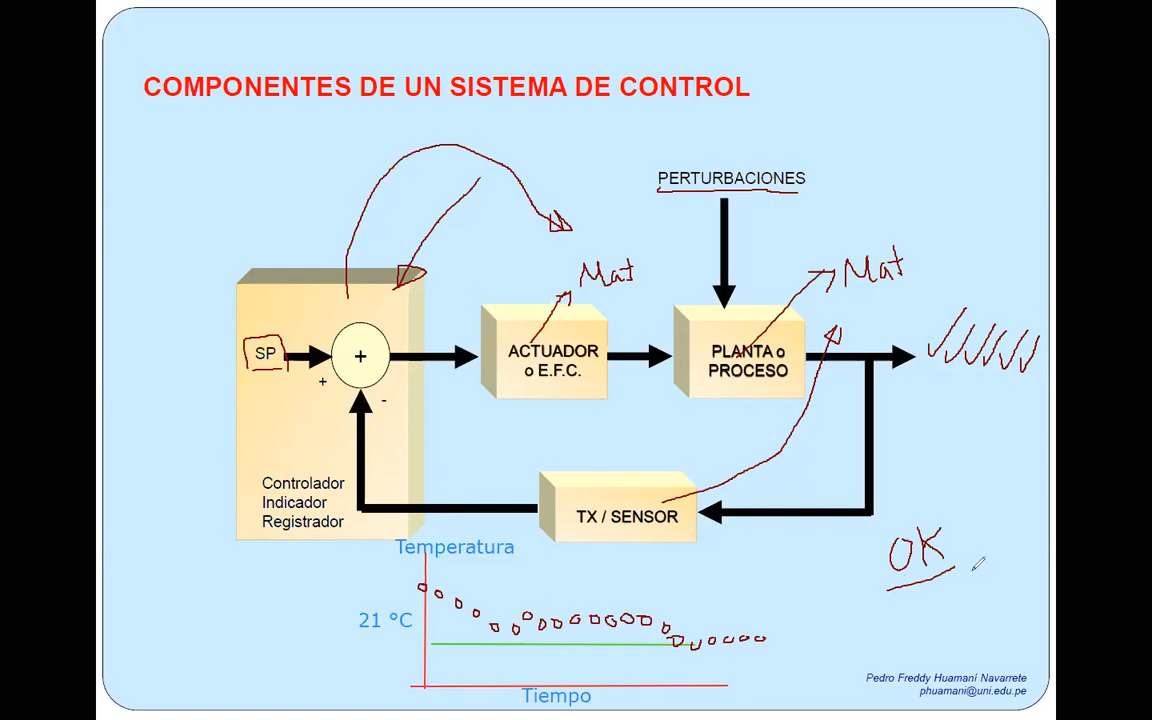 COMPONENTES DE UN SISTEMA DE CONTROL
PERTURBACIONES
Mat
Mat
SP
+
+
-
ACTUADOR
o E.F.C.
PLANTA o
PROCESO
Controlador
Indicador
Registrador
TX / SENSOR
OK
Temperatura
21 °C
Tiempo
Pedro Freddy Huamaní Navarrete
phuamani@uni.edu.pe